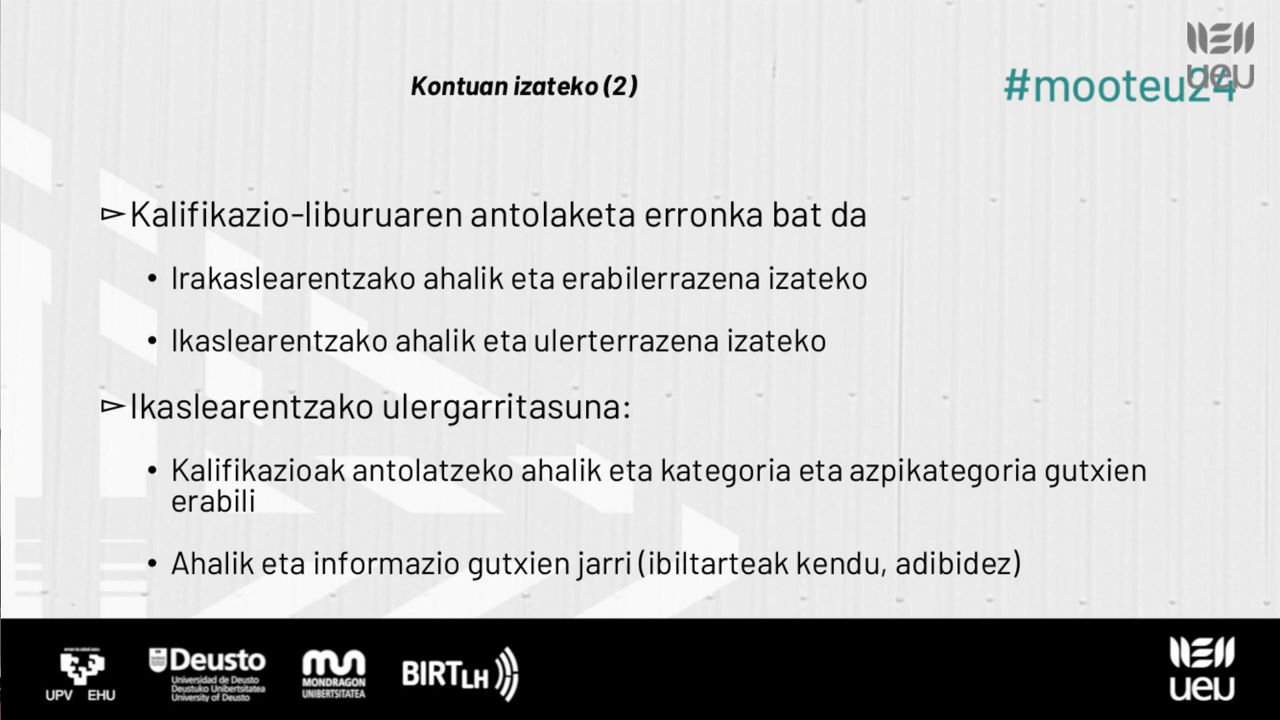 Kontuan izateko (2)
#mooteu24
ueu
Kalifikazio-liburuaren antolaketa erronka bat da
• Irakaslearentzako ahalik eta erabilerrazena izateko
• Ikaslearentzako ahalik eta ulerterrazena izateko
Ikaslearentzako ulergarritasuna:
• Kalifikazioak antolatzeko ahalik eta kategoria eta azpikategoria gutxien
erabili
• Ahalik eta informazio gutxien jarri (ibiltarteak kendu, adibidez)
UPV EHU
Deusto
Universidad de Deusto
Deustuko Unibertsitatea
University of Deusto
MONDRAGON
UNIBERTSITATEA
BIRT LH
ueu